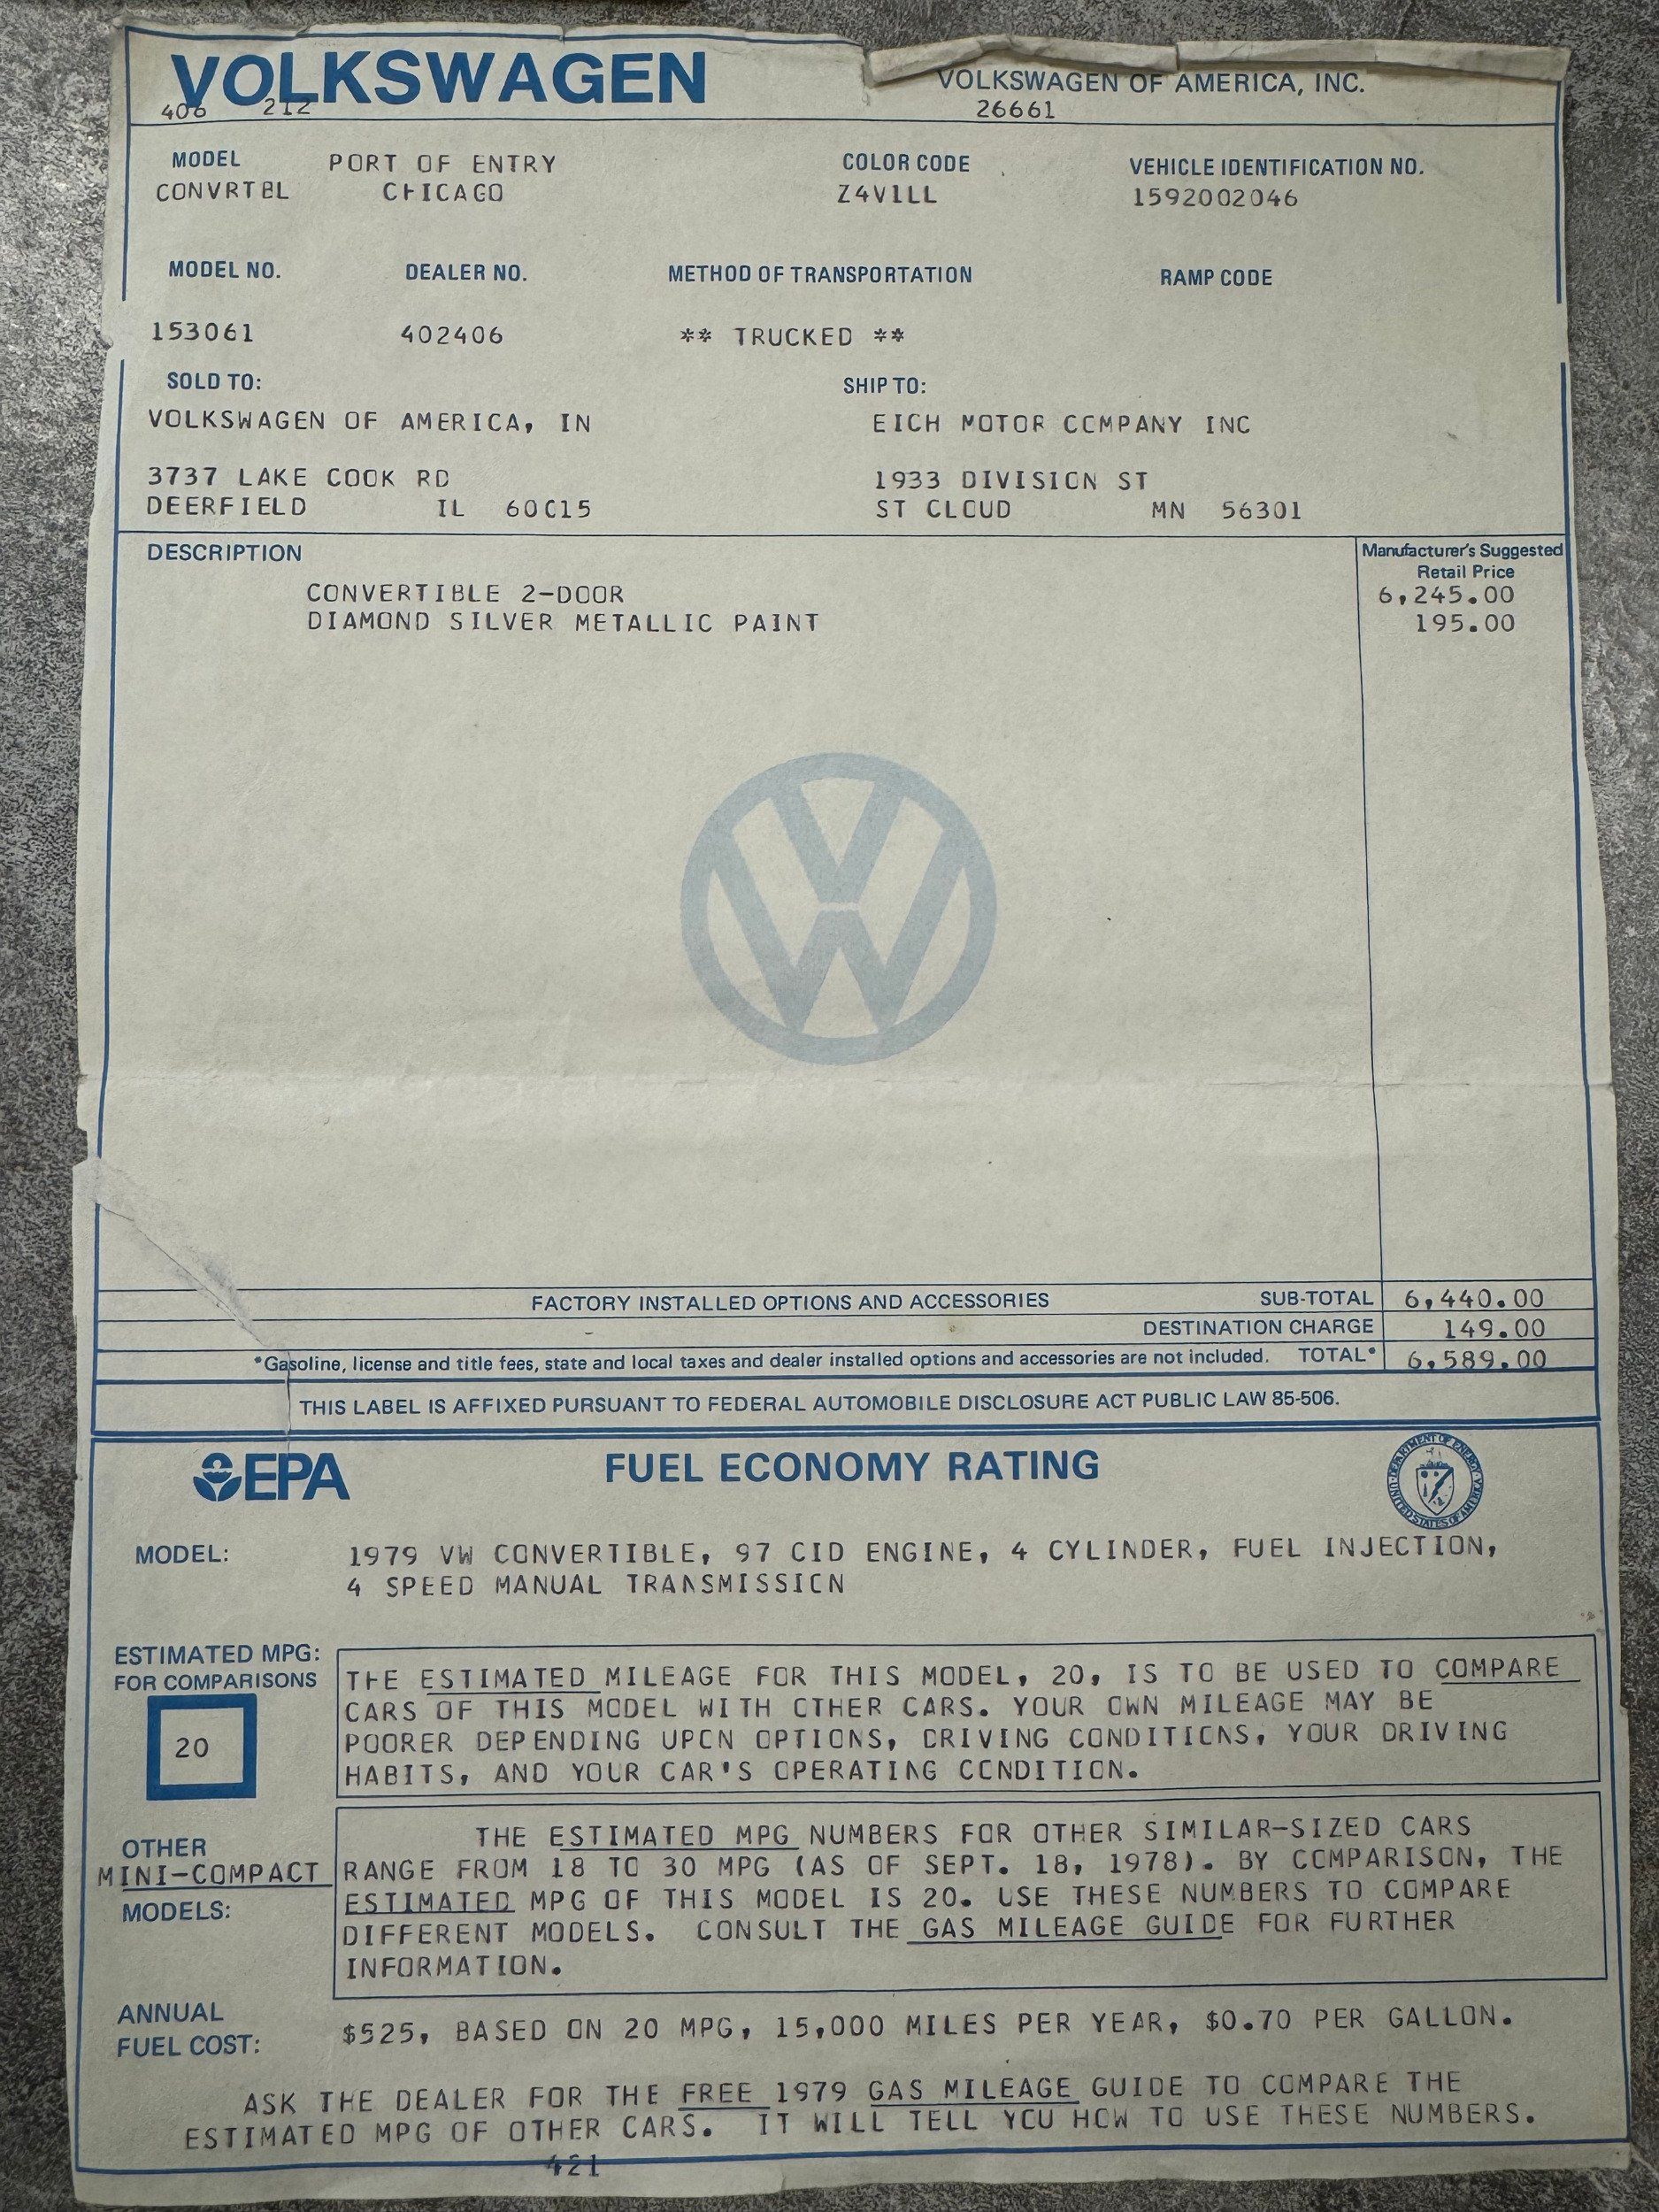 VOLKSWAGEN
VOLKSWAGEN OF AMERICA, INC.
406 212 26661
MODEL PORT OF ENTRY COLOR CODE VEHICLE IDENTIFICATION NO.
CONVRTBL CHICAGO Z4V1LL 1592002046
MODEL NO. DEALER NO. METHOD OF TRANSPORTATION RAMP CODE
153061 402406 ** TRUCKED **
SOLD TO: SHIP TO:
VOLKSWAGEN OF AMERICA, IN EICH MOTOR COMPANY INC
3737 LAKE COOK RD 1933 DIVISION ST
DEERFIELD IL 60015 ST CLOUD MN 56301
DESCRIPTION Manufacturer's Suggested
Retail Price
CONVERTIBLE 2-DOOR 6,245.00
DIAMOND SILVER METALLIC PAINT 195.00
FACTORY INSTALLED OPTIONS AND ACCESSORIES SUB-TOTAL 6,440.00
DESTINATION CHARGE 149.00
*Gasoline, license and title fees, state and local taxes and dealer installed options and accessories are not included. TOTAL* 6,589.00
THIS LABEL IS AFFIXED PURSUANT TO FEDERAL AUTOMOBILE DISCLOSURE ACT PUBLIC LAW 85-506.
EPA FUEL ECONOMY RATING
DEPARTMENT OF ENERGY
UNITED STATES OF AMERICA
MODEL: 1979 VW CONVERTIBLE, 97 CID ENGINE, 4 CYLINDER, FUEL INJECTION,
4 SPEED MANUAL TRANSMISSION
ESTIMATED MPG:
FOR COMPARISONS
20
THE ESTIMATED MILEAGE FOR THIS MODEL, 20, IS TO BE USED TO COMPARE
CARS OF THIS MODEL WITH OTHER CARS. YOUR OWN MILEAGE MAY BE
POORER DEPENDING UPON OPTIONS, DRIVING CONDITIONS, YOUR DRIVING
HABITS, AND YOUR CAR'S OPERATING CONDITION.
OTHER
MINI-COMPACT
MODELS:
THE ESTIMATED MPG NUMBERS FOR OTHER SIMILAR-SIZED CARS
RANGE FROM 18 TO 30 MPG (AS OF SEPT. 18, 1978). BY COMPARISON, THE
ESTIMATED MPG OF THIS MODEL IS 20. USE THESE NUMBERS TO COMPARE
DIFFERENT MODELS. CONSULT THE GAS MILEAGE GUIDE FOR FURTHER
INFORMATION.
ANNUAL
FUEL COST:
$525, BASED ON 20 MPG, 15,000 MILES PER YEAR, $0.70 PER GALLON.
ASK THE DEALER FOR THE FREE 1979 GAS MILEAGE GUIDE TO COMPARE THE
ESTIMATED MPG OF OTHER CARS. IT WILL TELL YOU HOW TO USE THESE NUMBERS.
421